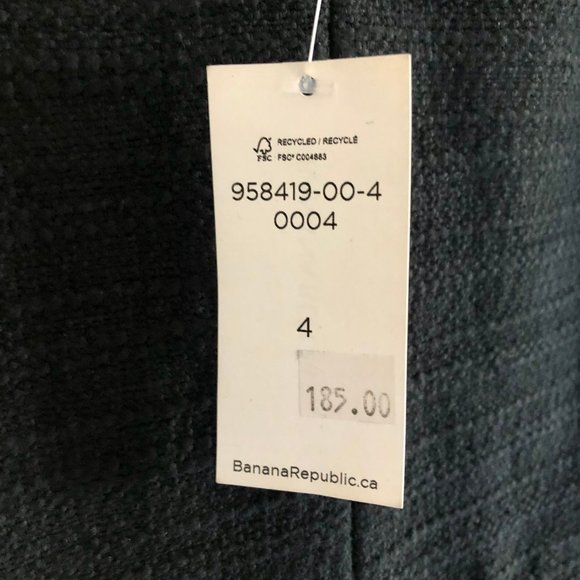 RECYCLED / RECYCLÉ
FSC FSC® C004883
958419-00-4
0004
4
185.00
BananaRepublic.ca